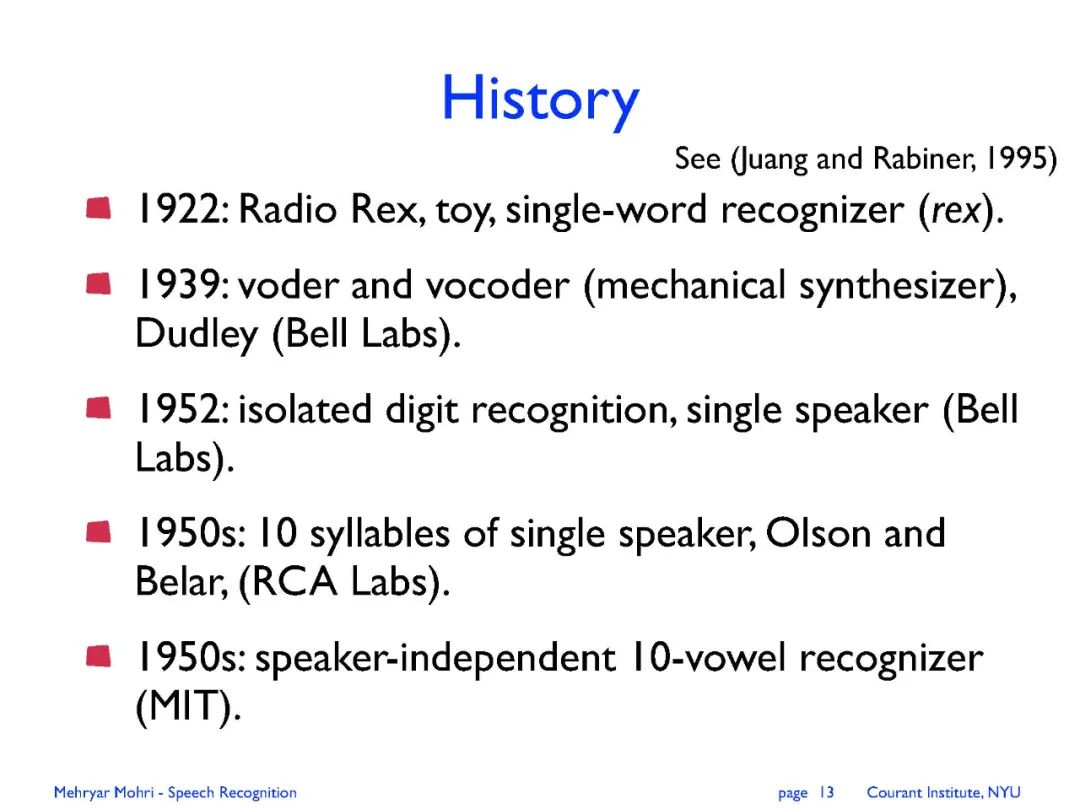 History
See (Juang and Rabiner, 1995)
1922: Radio Rex, toy, single-word recognizer (rex).
1939: voder and vocoder (mechanical synthesizer),
Dudley (Bell Labs).
1952: isolated digit recognition, single speaker (Bell
Labs).
1950s: 10 syllables of single speaker, Olson and
Belar, (RCA Labs).
1950s: speaker-independent 10-vowel recognizer
(MIT).
Mehryar Mohri - Speech Recognition page 13 Courant Institute, NYU